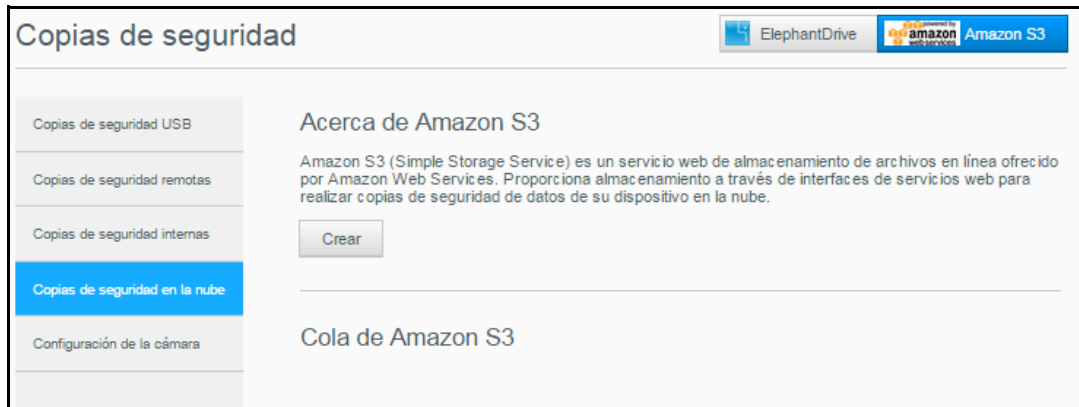 Copias de seguridad
ElephantDrive
powered by
amazon
webservices
Amazon S3
Copias de seguridad USB
Copias de seguridad remotas
Copias de seguridad internas
Copias de seguridad en la nube
Configuración de la cámara
Acerca de Amazon S3
Amazon S3 (Simple Storage Service) es un servicio web de almacenamiento de archivos en línea ofrecido
por Amazon Web Services. Proporciona almacenamiento a través de interfaces de servicios web para
realizar copias de seguridad de datos de su dispositivo en la nube.
Crear
Cola de Amazon S3